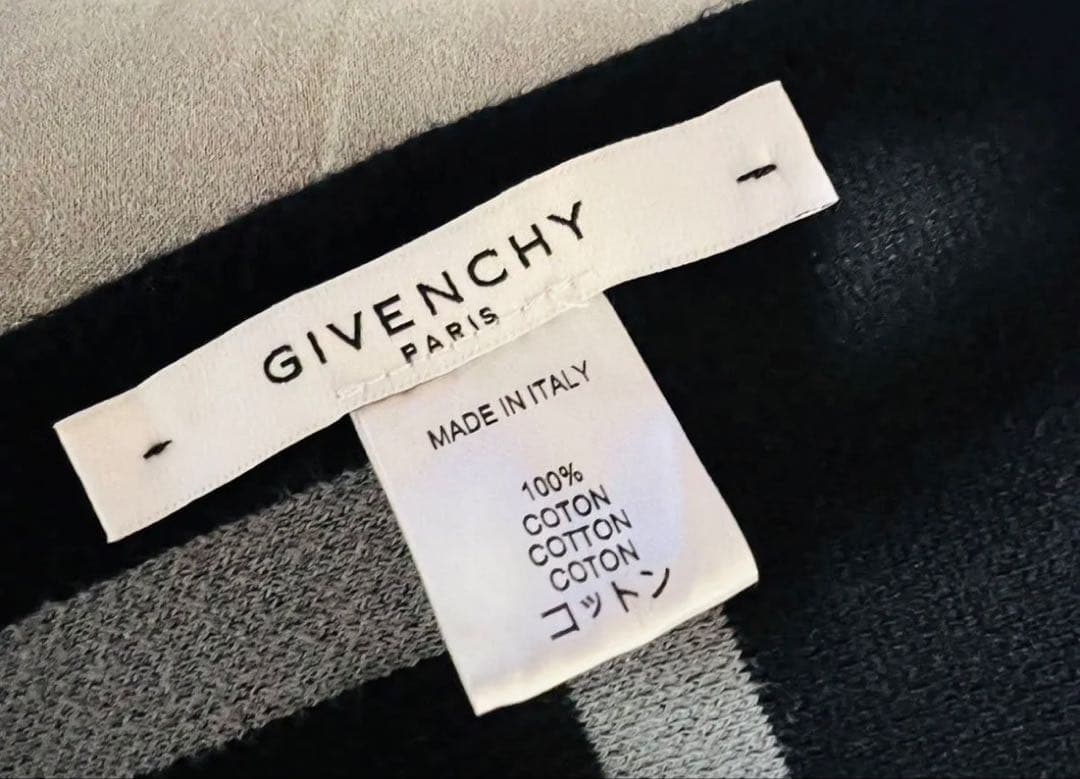 GIVENCHY
PARIS
MADE IN ITALY
100%
COTON
COTTON
COTON
コットン